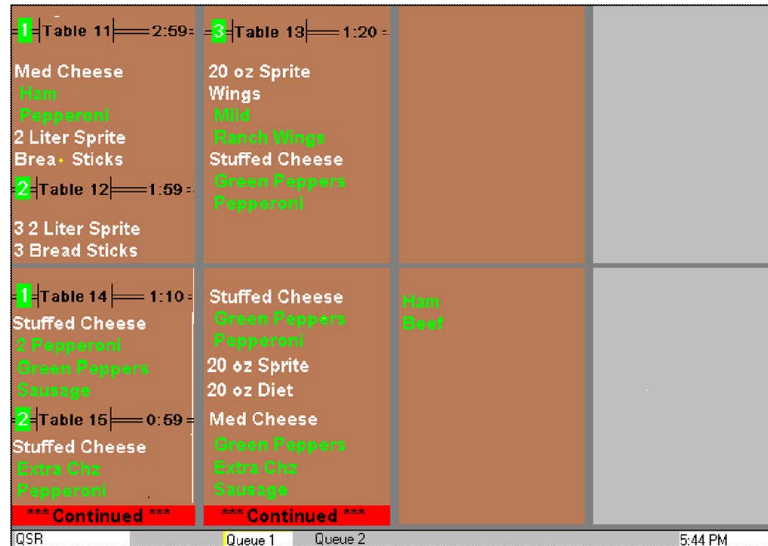 1 Table 11 2:59
Med Cheese
Ham
Pepperoni
2 Liter Sprite
Brea Sticks
2 Table 12 1:59
3 2 Liter Sprite
3 Bread Sticks
3 Table 13 1:20
20 oz Sprite
Wings
Mild
Ranch Wings
Stuffed Cheese
Green Peppers
Pepperoni
1 Table 14 1:10
Stuffed Cheese
2 Pepperoni
Green Peppers
Sausage
2 Table 15 0:59
Stuffed Cheese
Extra Chz
Pepperoni
*** Continued ***
Stuffed Cheese
Green Peppers
Pepperoni
20 oz Sprite
20 oz Diet
Med Cheese
Green Peppers
Extra Chz
Sausage
*** Continued ***
Ham
Beef
QSR Queue 1 Queue 2 5:44 PM